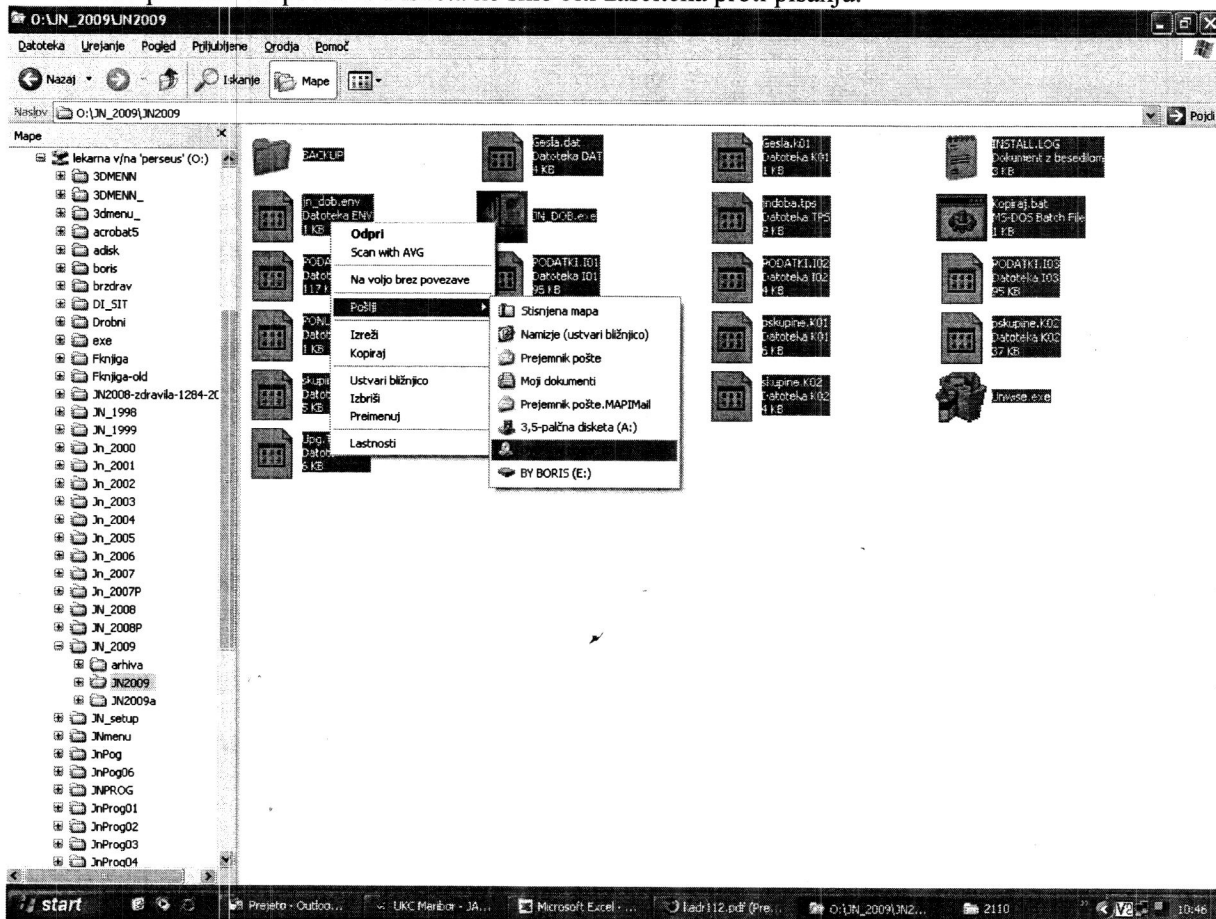 O:\JN_2009\JN2009
Datoteka Urejanje Pogled Priljubljene Orodja Pomoč
Nazaj Iskanje Mape
Naslov O:\JN_2009\JN2009 Pojdi
Mape
lekarna v/na 'perseus' (O:)
3DMENN
3DMENN_
3dmenu_
acrobat5
adisk
boris
brzdrav
DI_SIT
Drobni
exe
Fknjiga
Fknjiga-old
JN2008-zdravila-1284-2C
JN_1998
JN_1999
Jn_2000
Jn_2001
Jn_2002
Jn_2003
Jn_2004
Jn_2005
Jn_2006
Jn_2007
Jn_2007P
JN_2008
JN_2008P
JN_2009
arhiva
JN2009
JN2009a
JN_setup
JNmenu
JnPog
JnPog06
JNPROG
JnProg01
JnProg02
JnProg03
JnProg04
BACKUP
Gesla.dat
Datoteka DAT
4 KB
Gesla.k01
Datoteka K01
1 KB
INSTALL.LOG
Dokument z besedilom
3 KB
jn_dob.env
Datoteka ENV
1 KB
JN_DOB.exe
jndoba.tps
Datoteka TPS
9 KB
Kopiraj.bat
MS-DOS Batch File
1 KB
PODATKI.I01
Datoteka I01
95 KB
PODATKI.I02
Datoteka I02
4 KB
PODATKI.I03
Datoteka I03
95 KB
pskupine.K01
Datoteka K01
5 KB
pskupine.K02
Datoteka K02
37 KB
skupine.K02
Datoteka K02
4 KB
Unwise.exe
Odpri
Scan with AVG
Na voljo brez povezave
Pošlji
Izreži
Kopiraj
Ustvari bližnjico
Izbriši
Preimenuj
Lastnosti
Stisnjena mapa
Namizje (ustvari bližnjico)
Prejemnik pošte
Moji dokumenti
Prejemnik pošte.MAPIMail
3,5-palčna disketa (A:)
BY BORIS (E:)
start Prejeto - Outloo... UKC Maribor - JA... Microsoft Excel - ... kadr112.pdf (Pre... O:\JN_2009\JN2... 2110 10:46